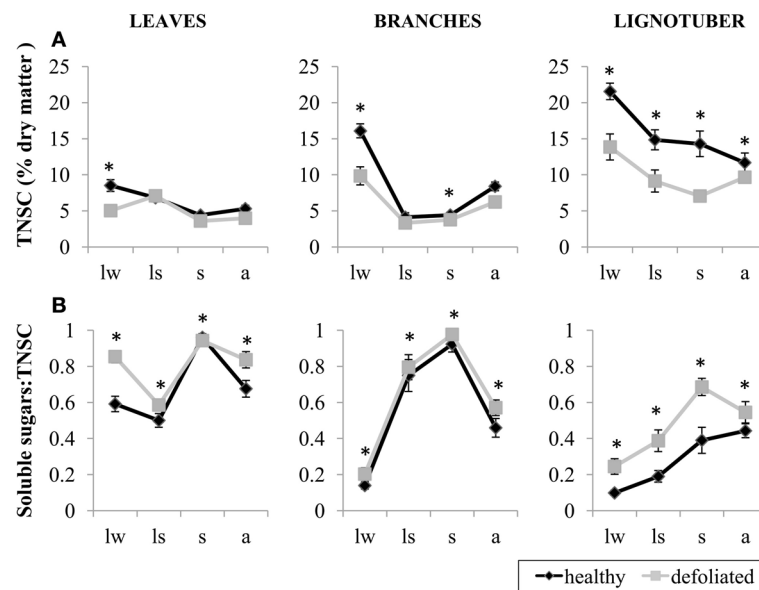 LEAVES BRANCHES LIGNOTUBER
A
TNSC (% dry matter )
25 25 25
* * *
20 20 20
* * *
15 15 15
*
10 10 10
*
5 5 5
0 0 0
lw ls s a lw ls s a lw ls s a
B
Soluble sugars:TNSC
1 1 1
* * * * * * * * * * * *
0.8 0.8 0.8
0.6 0.6 0.6
0.4 0.4 0.4
0.2 0.2 0.2
0 0 0
lw ls s a lw ls s a lw ls s a
healthy defoliated